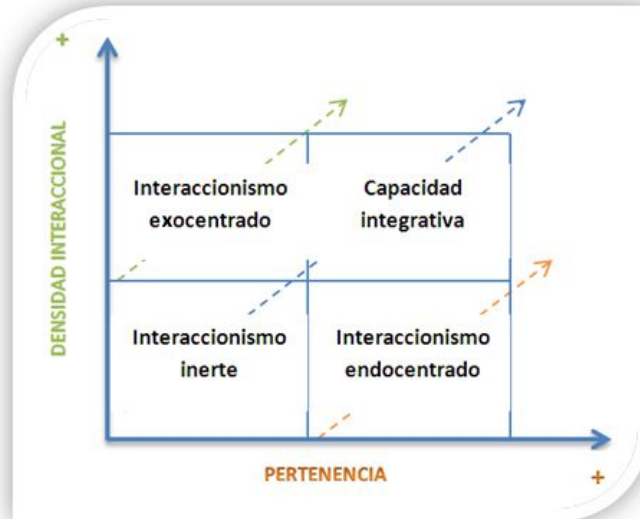 +
DENSIDAD INTERACCIONAL
Interaccionismo
exocentrado
Capacidad
integrativa
Interaccionismo
inerte
Interaccionismo
endocentrado
PERTENENCIA
+